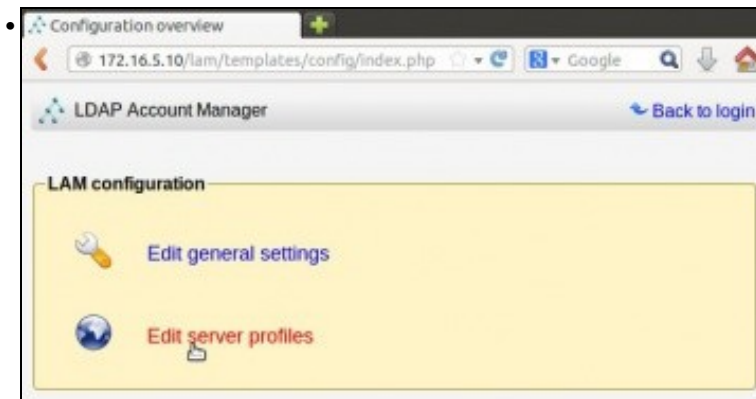 Configuration overview
172.16.5.10/lam/templates/config/index.php
Google
LDAP Account Manager
Back to login
LAM configuration
Edit general settings
Edit server profiles